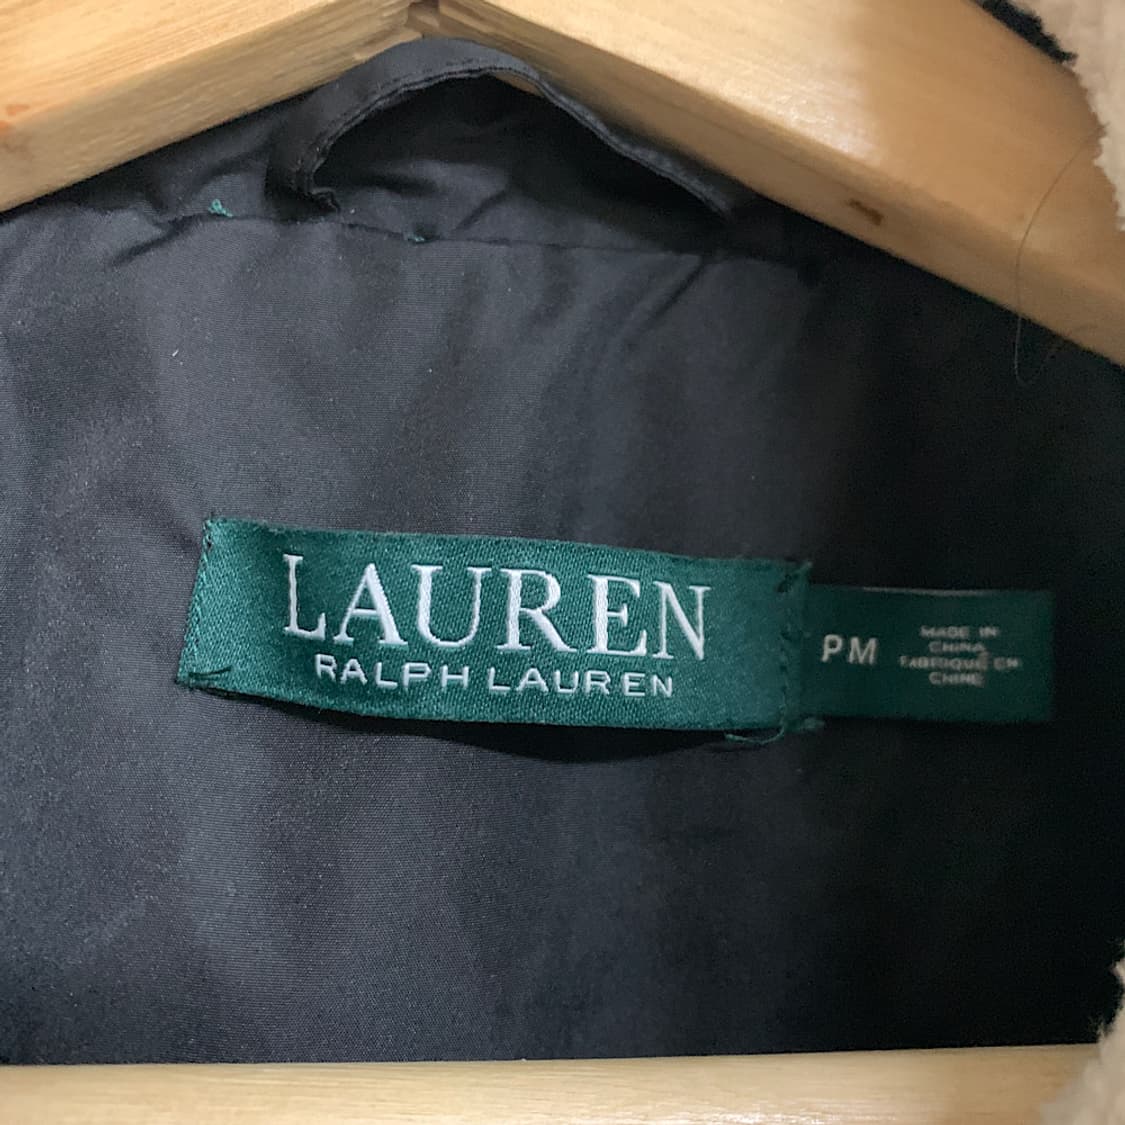 LAUREN
RALPH LAUREN
PM
MADE IN
CHINA
FABRIQUÉ EN
CHINE